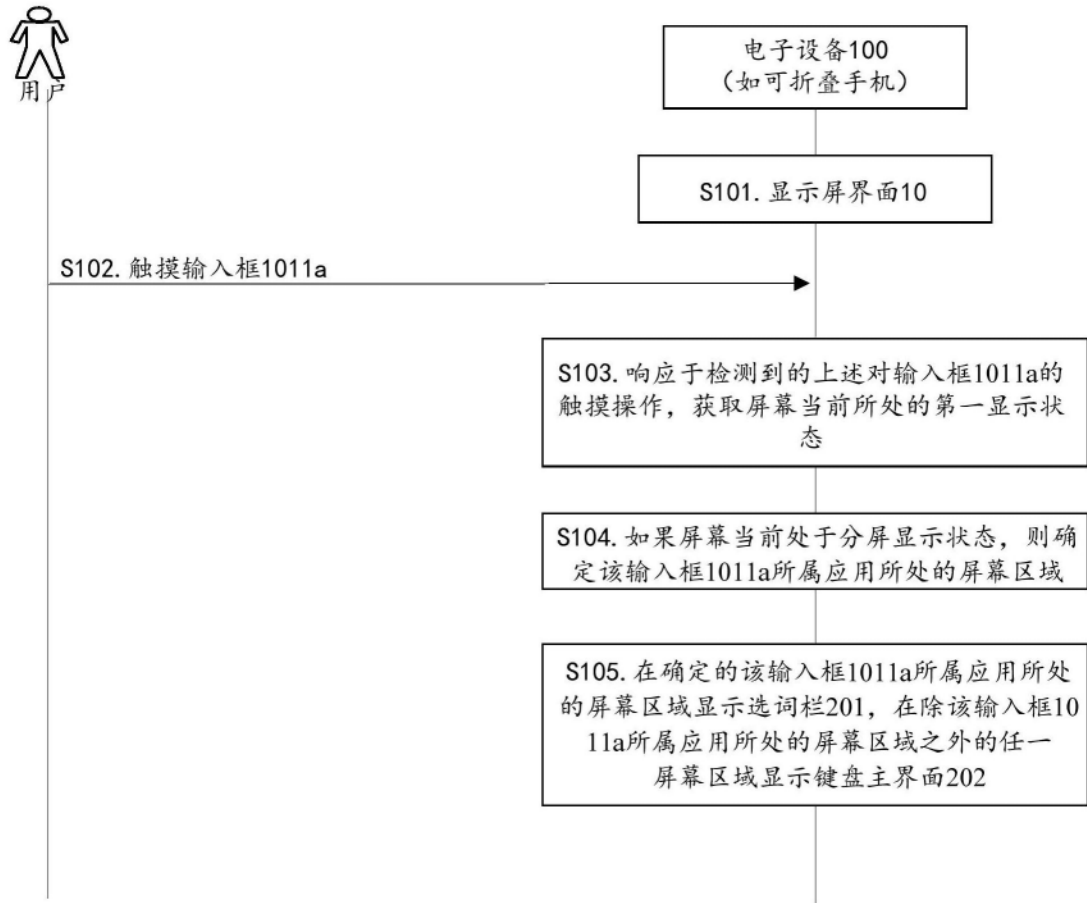 用户
电子设备100
（如可折叠手机）
S101.显示屏界面10
S102.触摸输入框1011a
S103.响应于检测到的上述对输入框1011a的
触摸操作，获取屏幕当前所处的第一显示状
态
S104.如果屏幕当前处于分屏显示状态，则确
定该输入框1011a所属应用所处的屏幕区域
S105.在确定的该输入框1011a所属应用所处
的屏幕区域显示选词栏201，在除该输入框10
11a所属应用所处的屏幕区域之外的任一
屏幕区域显示键盘主界面202